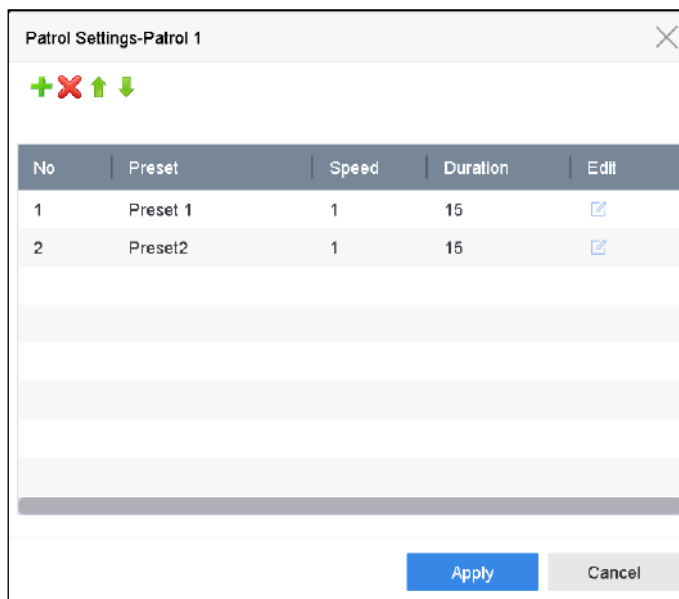 Patrol Settings-Patrol 1
No Preset Speed Duration Edit
1 Preset 1 1 15
2 Preset2 1 15
Apply Cancel